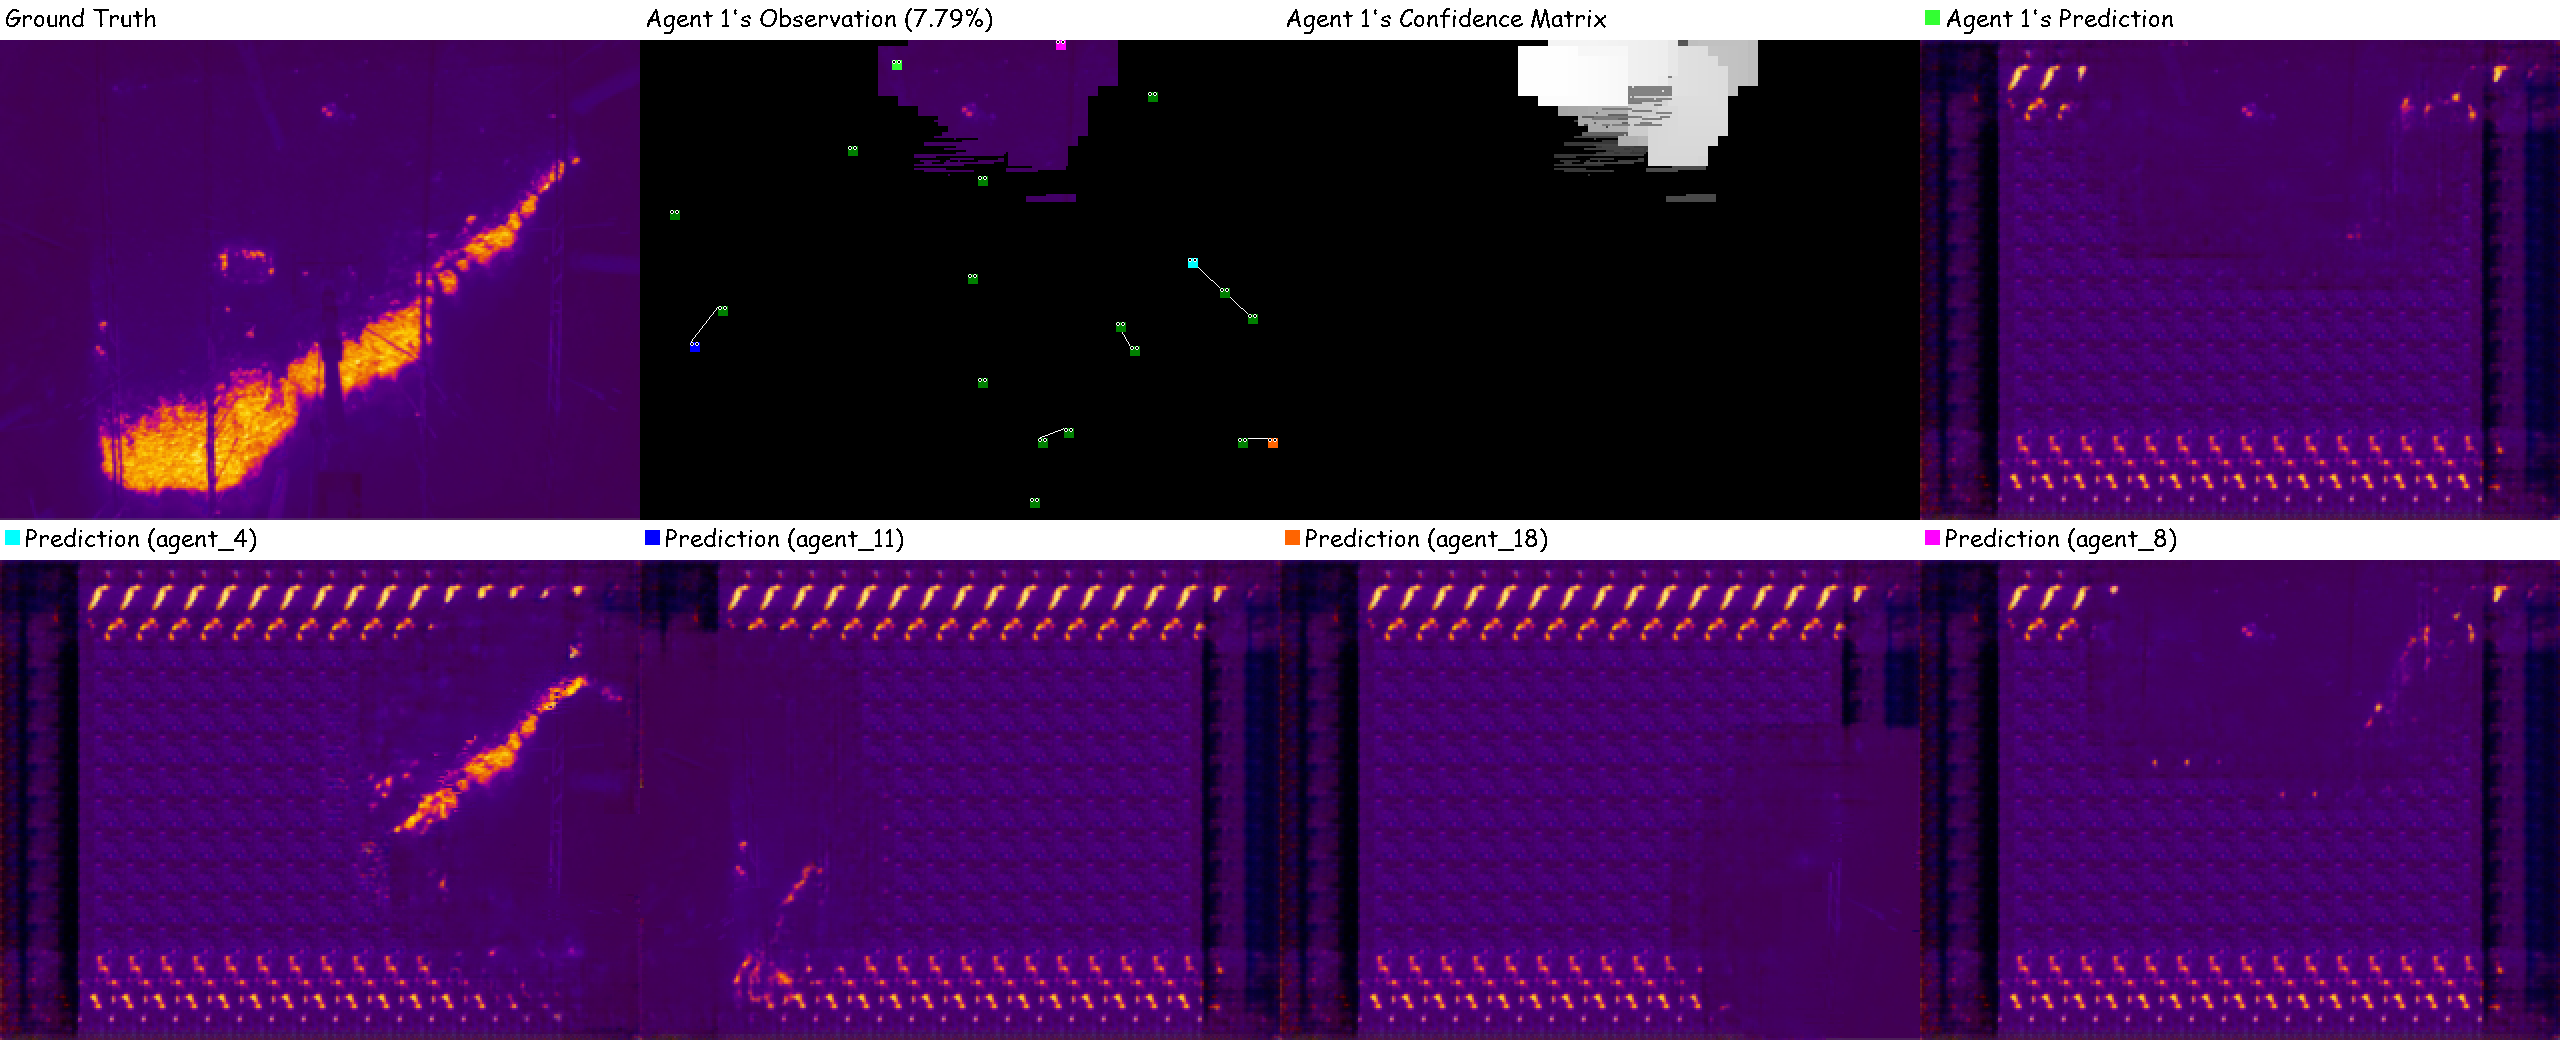 Ground Truth
Agent 1's Observation (7.79%)
Agent 1's Confidence Matrix
Agent 1's Prediction
Prediction (agent_4)
Prediction (agent_11)
Prediction (agent_18)
Prediction (agent_8)